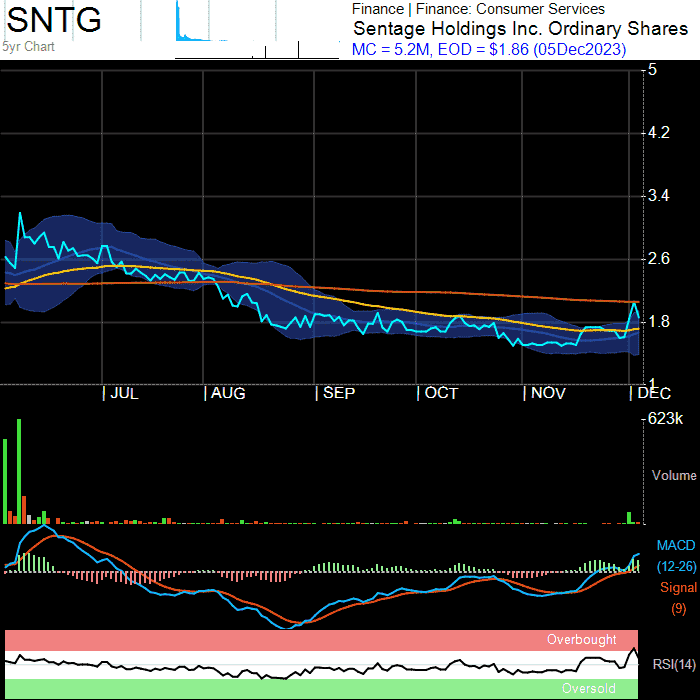 SNTG
5yr Chart
Finance | Finance: Consumer Services
Sentage Holdings Inc. Ordinary Shares
MC = 5.2M, EOD = $1.86 (05Dec2023)
5
4.2
3.4
2.6
1.8
1
JUL
AUG
SEP
OCT
NOV
DEC
623k
Volume
MACD
(12-26)
Signal
(9)
Overbought
RSI(14)
Oversold